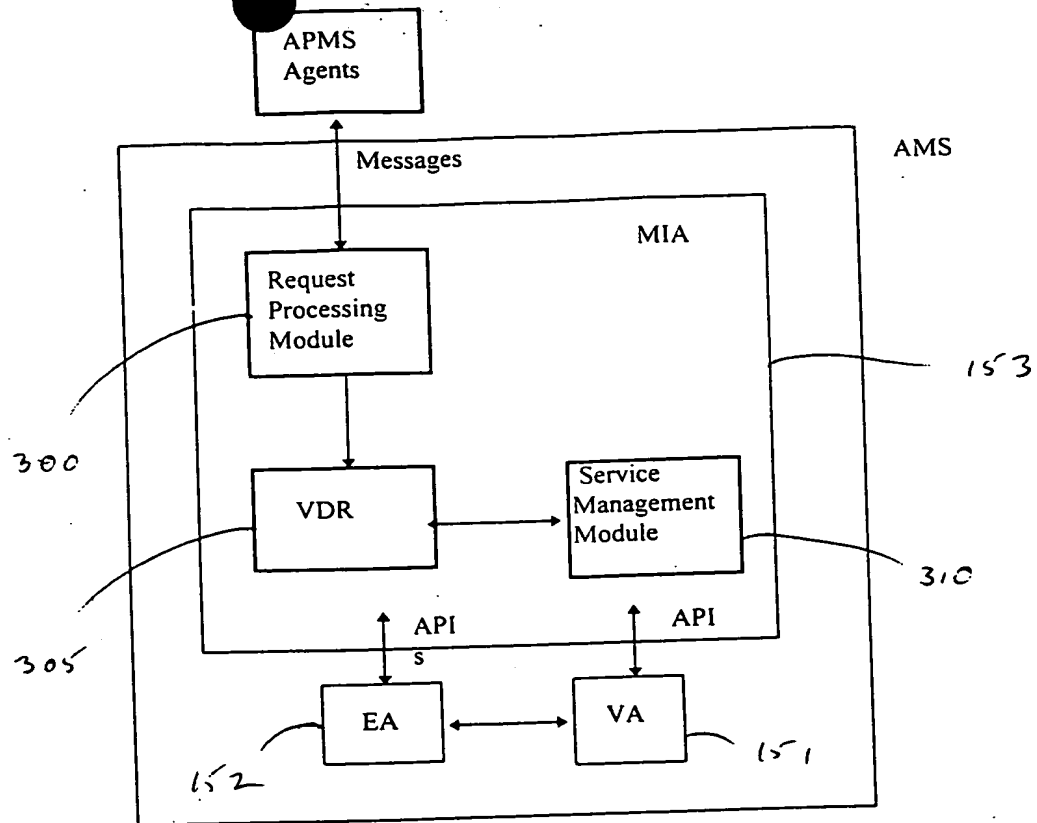 APMS
Agents
Messages
AMS
MIA
Request
Processing
Module
153
300
VDR
Service
Management
Module
310
305
API
s
API
EA
VA
152
151